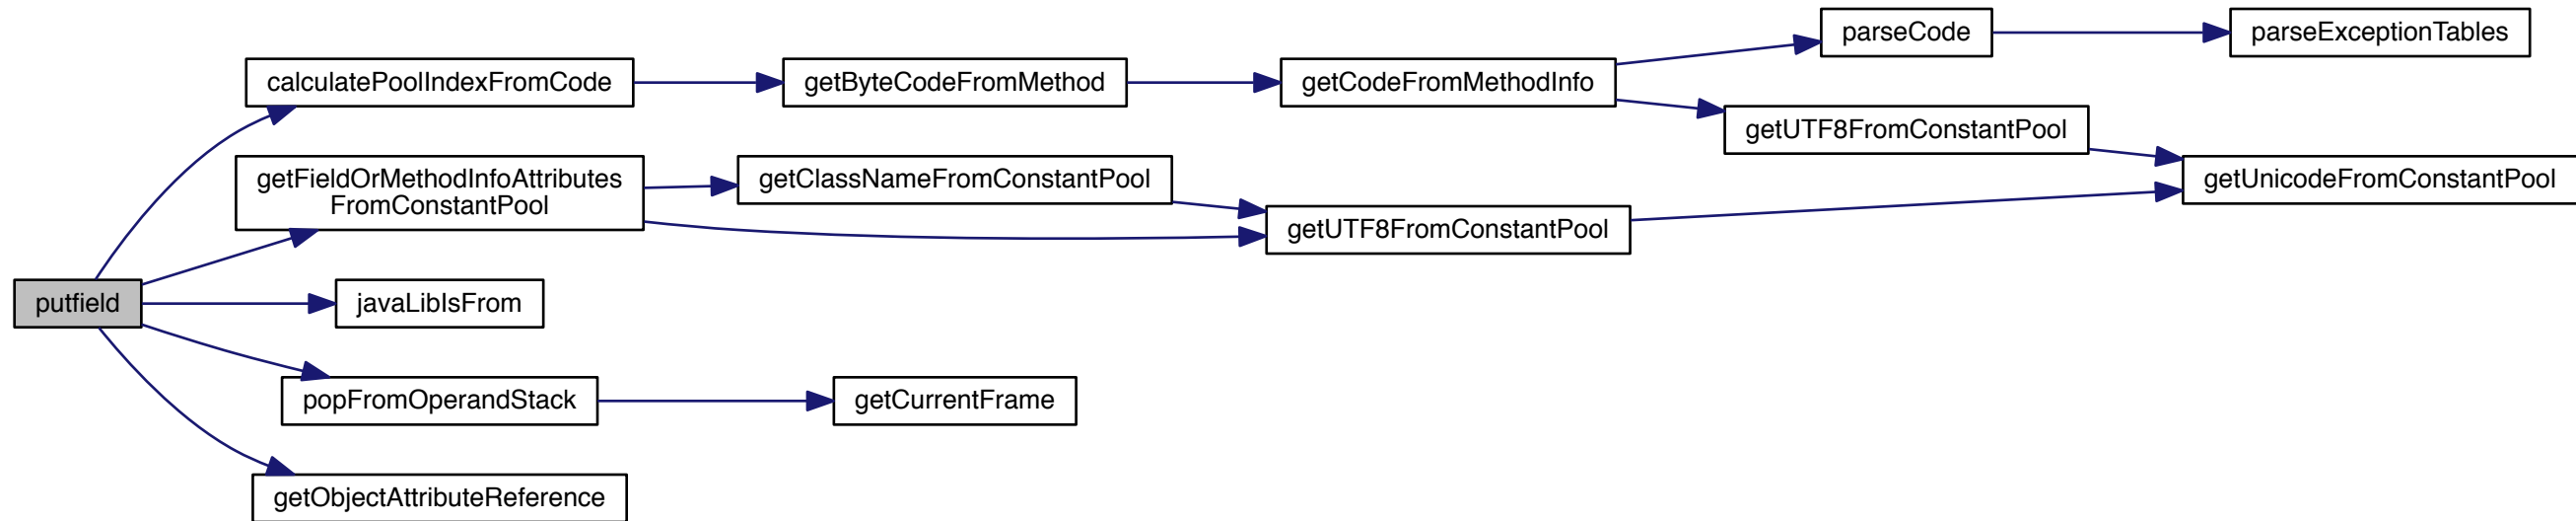 parseCode
parseExceptionTables
calculatePoolIndexFromCode
getByteCodeFromMethod
getCodeFromMethodInfo
getUTF8FromConstantPool
getFieldOrMethodInfoAttributes
FromConstantPool
getClassNameFromConstantPool
getUnicodeFromConstantPool
getUTF8FromConstantPool
putfield
javaLibIsFrom
popFromOperandStack
getCurrentFrame
getObjectAttributeReference